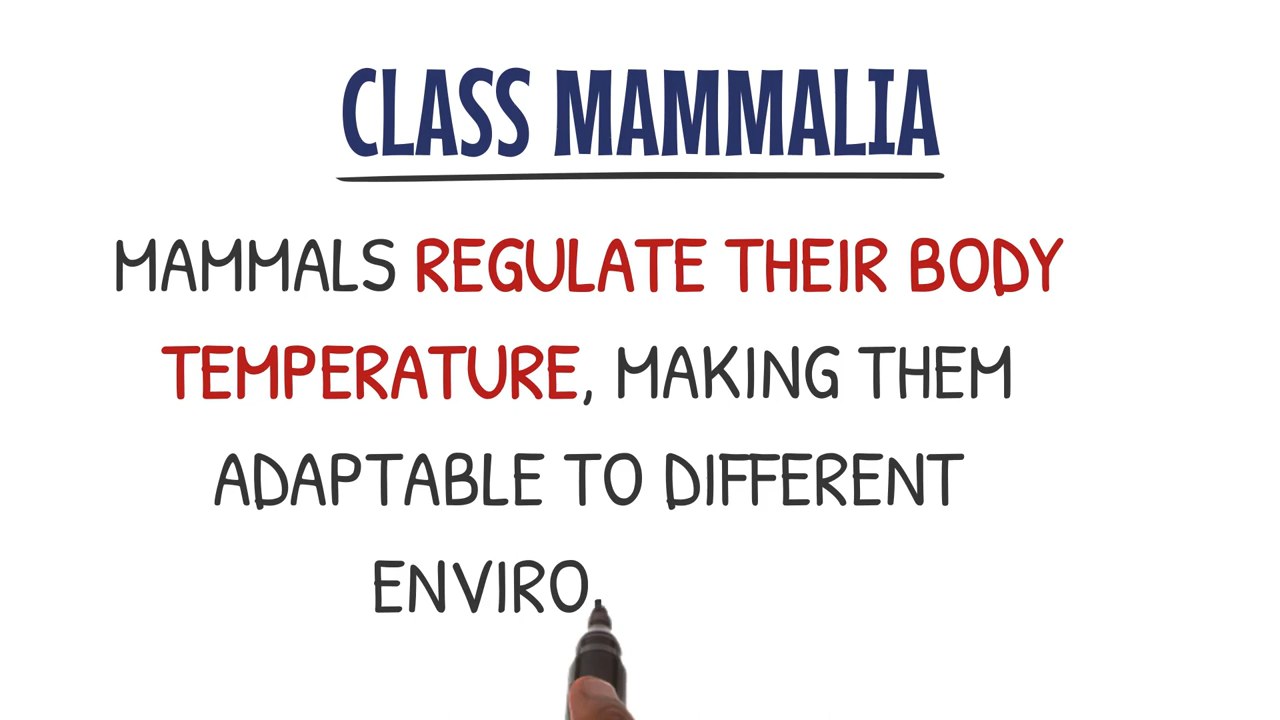 CLASS MAMMALIA
MAMMALS REGULATE THEIR BODY
TEMPERATURE, MAKING THEM
ADAPTABLE TO DIFFERENT
ENVIRO